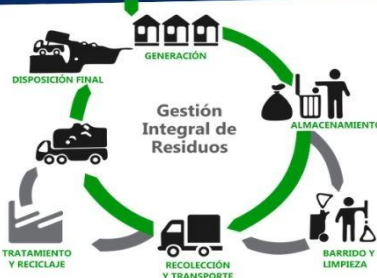 GENERACIÓN
DISPOSICIÓN FINAL
Gestión
Integral de
Residuos
ALMACENAMIENTO
TRATAMIENTO
Y RECICLAJE
RECOLECCIÓN
Y TRANSPORTE
BARRIDO Y
LIMPIEZA